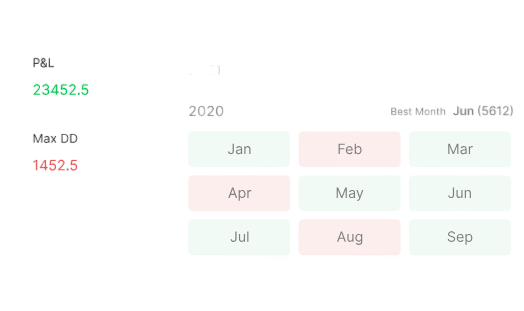 P&L
23452.5
Max DD
1452.5
2020
Best Month Jun (5612)
Jan Feb Mar
Apr May Jun
Jul Aug Sep